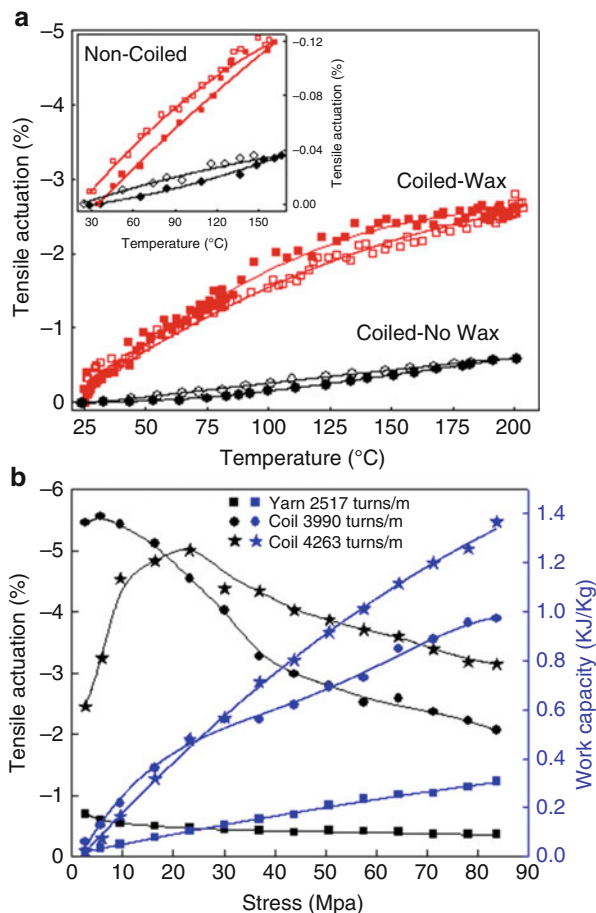 a
Non-Coiled
Tensile actuation (%)
–5
–4
–3
–2
–1
0
–0.12
–0.08
–0.04
0.00
Tensile actuation (%)
30 60 90 120 150
Temperature (°C)
Coiled-Wax
Coiled-No Wax
25 50 75 100 125 150 175 200
Temperature (°C)
b
Tensile actuation (%)
–6
–5
–4
–3
–2
–1
0
Yarn 2517 turns/m
Coil 3990 turns/m
Coil 4263 turns/m
1.4
1.2
1.0
0.8
0.6
0.4
0.2
0.0
Work capacity (KJ/Kg)
0 10 20 30 40 50 60 70 80 90
Stress (Mpa)